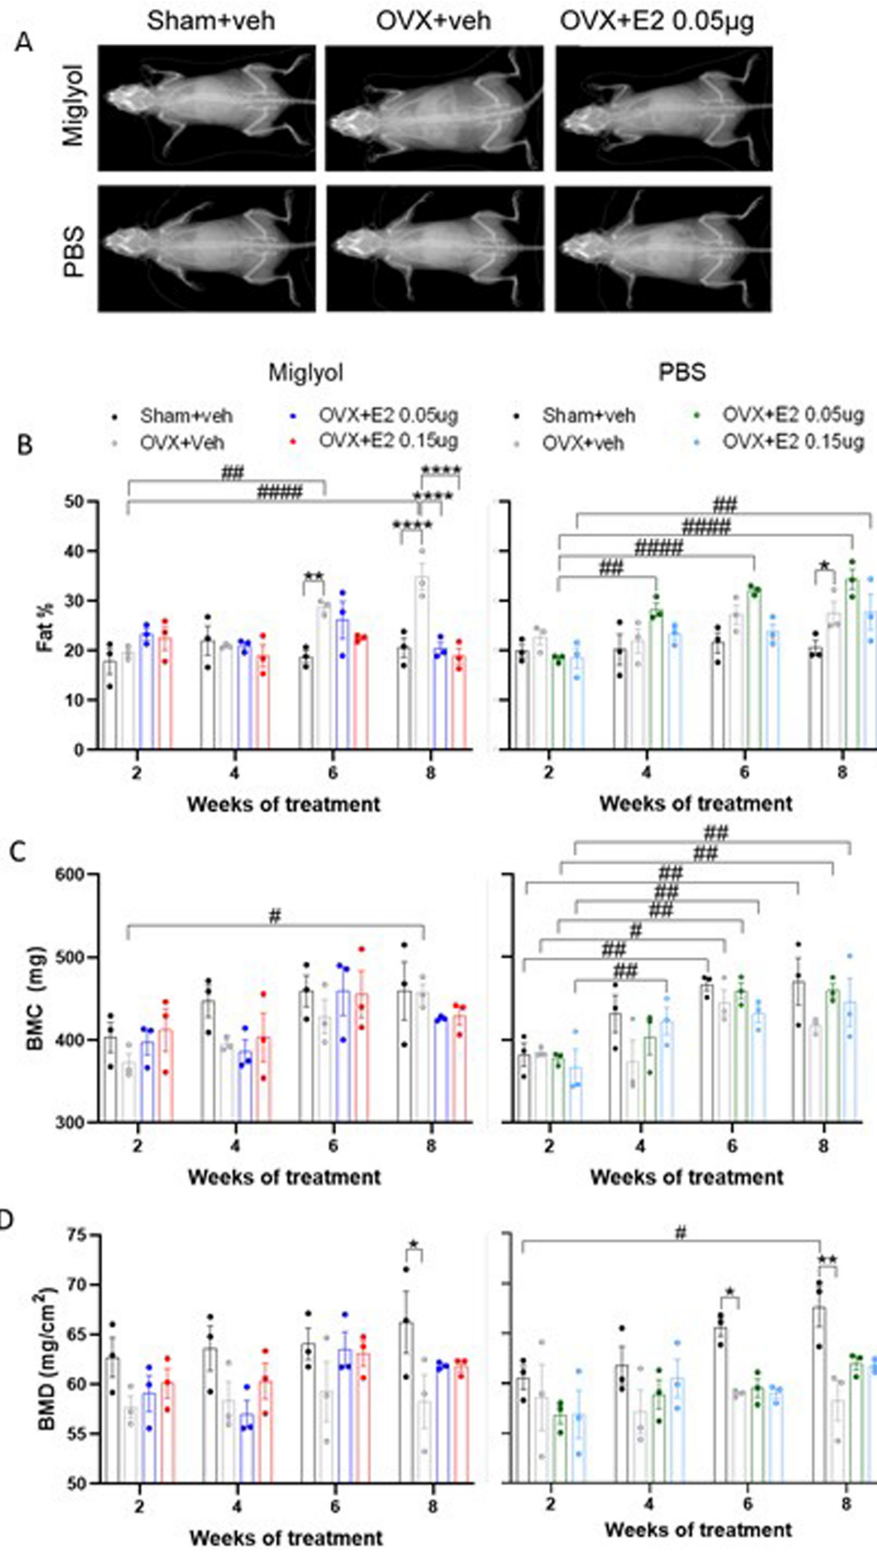 Sham+veh OVX+veh OVX+E2 0.05µg
A
Miglyol
PBS
Miglyol PBS
Sham+veh OVX+E2 0.05ug Sham+veh OVX+E2 0.05ug
OVX+Veh OVX+E2 0.15ug OVX+veh OVX+E2 0.15ug
B
## ****
#### ****
****
**
##
####
####
##
*
Fat %
50
40
30
20
10
0
2 4 6 8 2 4 6 8
Weeks of treatment Weeks of treatment
C
#
##
##
##
##
##
#
##
##
BMC (mg)
600
500
400
300
2 4 6 8 2 4 6 8
Weeks of treatment Weeks of treatment
D
*
#
*
**
BMD (mg/cm²)
75
70
65
60
55
50
2 4 6 8 2 4 6 8
Weeks of treatment Weeks of treatment